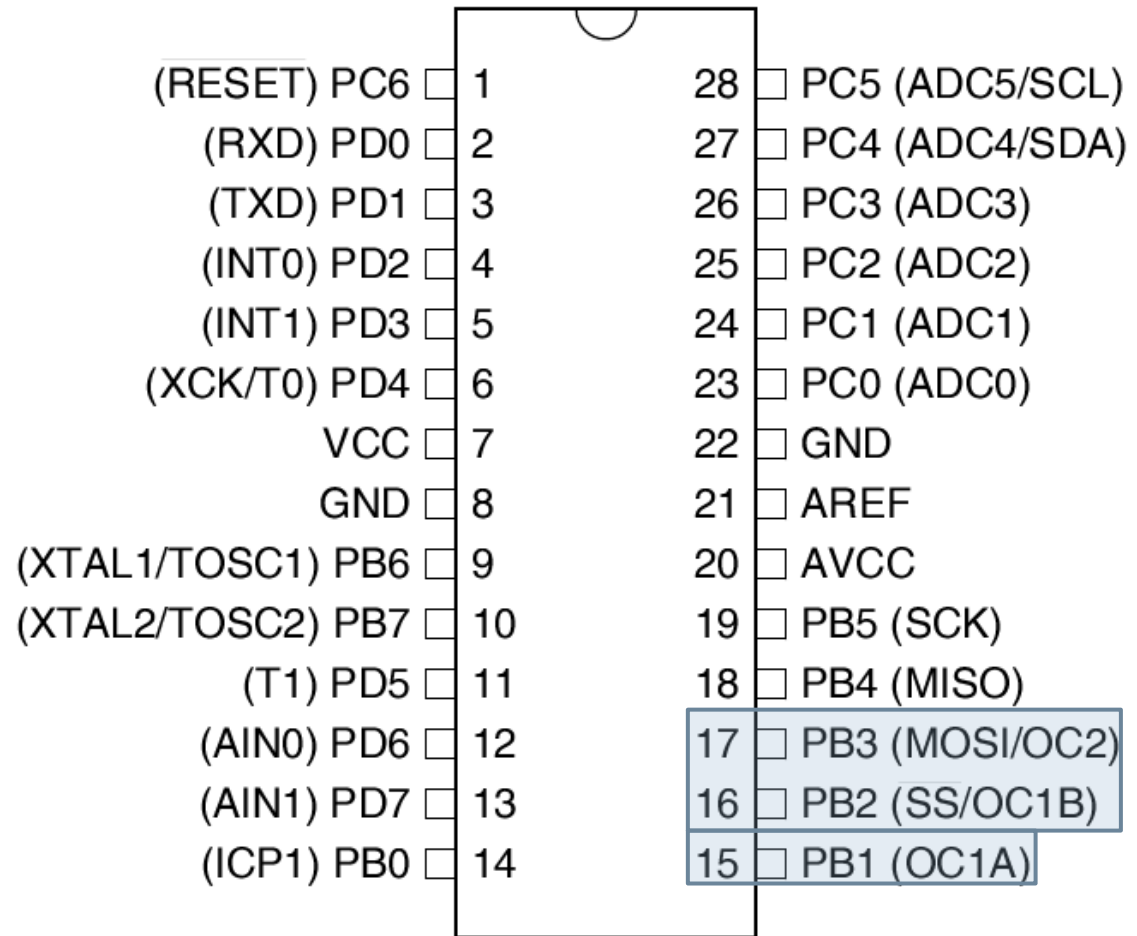 (RESET) PC6 1 28 PC5 (ADC5/SCL)
(RXD) PD0 2 27 PC4 (ADC4/SDA)
(TXD) PD1 3 26 PC3 (ADC3)
(INT0) PD2 4 25 PC2 (ADC2)
(INT1) PD3 5 24 PC1 (ADC1)
(XCK/T0) PD4 6 23 PC0 (ADC0)
VCC 7 22 GND
GND 8 21 AREF
(XTAL1/TOSC1) PB6 9 20 AVCC
(XTAL2/TOSC2) PB7 10 19 PB5 (SCK)
(T1) PD5 11 18 PB4 (MISO)
(AIN0) PD6 12 17 PB3 (MOSI/OC2)
(AIN1) PD7 13 16 PB2 (SS/OC1B)
(ICP1) PB0 14 15 PB1 (OC1A)